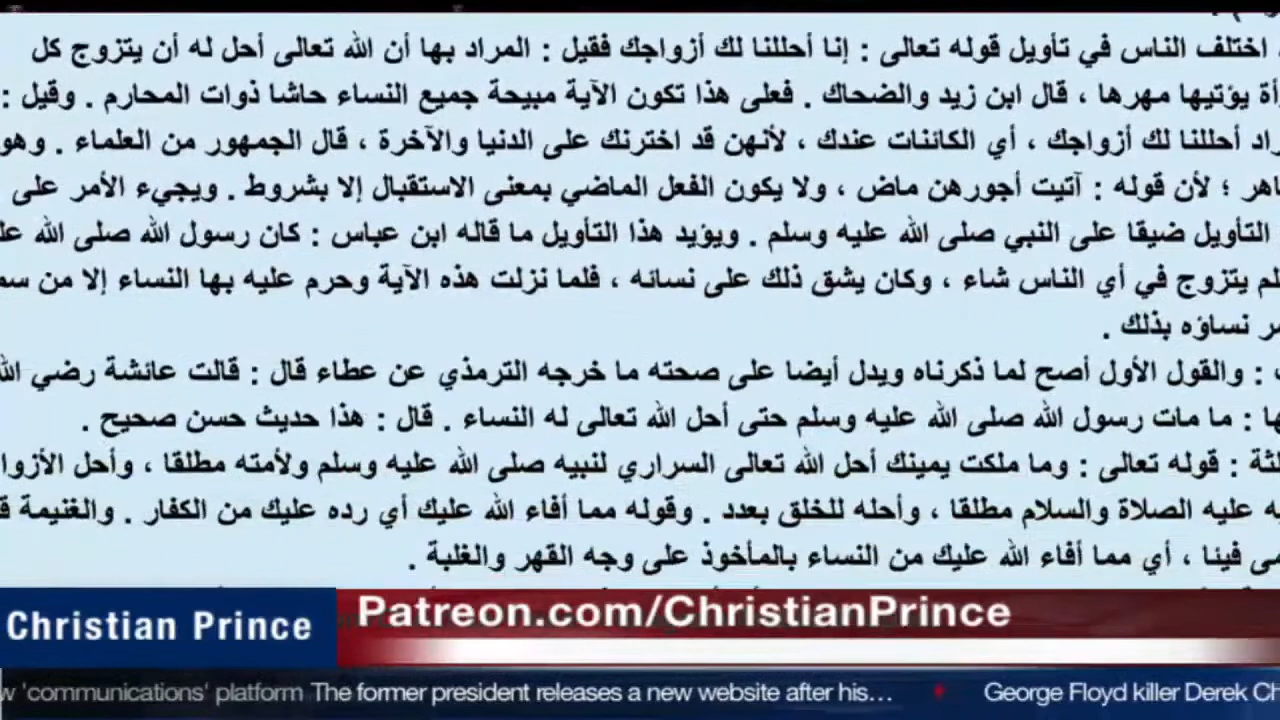 اختلف الناس في تأويل قوله تعالى : إنا أحللنا لك أزواجك فقيل : المراد بها أن الله تعالى أحل له أن يتزوج كل
يؤتيها مهرها ، قال ابن زيد والضحاك . فعلى هذا تكون الآية مبيحة جميع النساء حاشا ذوات المحارم . وقيل :
أحللنا لك أزواجك ، أي الكائنات عندك ، لأنهن قد اخترنك على الدنيا والآخرة ، قال الجمهور من العلماء . وهو
؛ لأن قوله : آتيت أجورهن ماض ، ولا يكون الفعل الماضي بمعنى الاستقبال إلا بشروط . ويجيء الأمر على
التأويل ضيقا على النبي صلى الله عليه وسلم . ويؤيد هذا التأويل ما قاله ابن عباس : كان رسول الله صلى الله
يتزوج في أي الناس شاء ، وكان يشق ذلك على نسائه ، فلما نزلت هذه الآية وحرم عليه بها النساء إلا من
نساؤه بذلك .
: والقول الأول أصح لما ذكرناه ويدل أيضا على صحته ما خرجه الترمذي عن عطاء قال : قالت عائشة رضي الله
: ما مات رسول الله صلى الله عليه وسلم حتى أحل الله تعالى له النساء . قال : هذا حديث حسن صحيح .
: قوله تعالى : وما ملكت يمينك أحل الله تعالى السراري لنبيه صلى الله عليه وسلم ولأمته مطلقا ، وأحل
عليه الصلاة والسلام مطلقا ، وأحله للخلق بعدد . وقوله مما أفاء الله عليك أي رده عليك من الكفار . والغنيمة
فينا ، أي مما أفاء الله عليك من النساء بالمأخوذ على وجه القهر والغلبة .
Christian Prince
Patreon.com/ChristianPrince
'communications' platform The former president releases a new website after his… George Floyd killer Derek